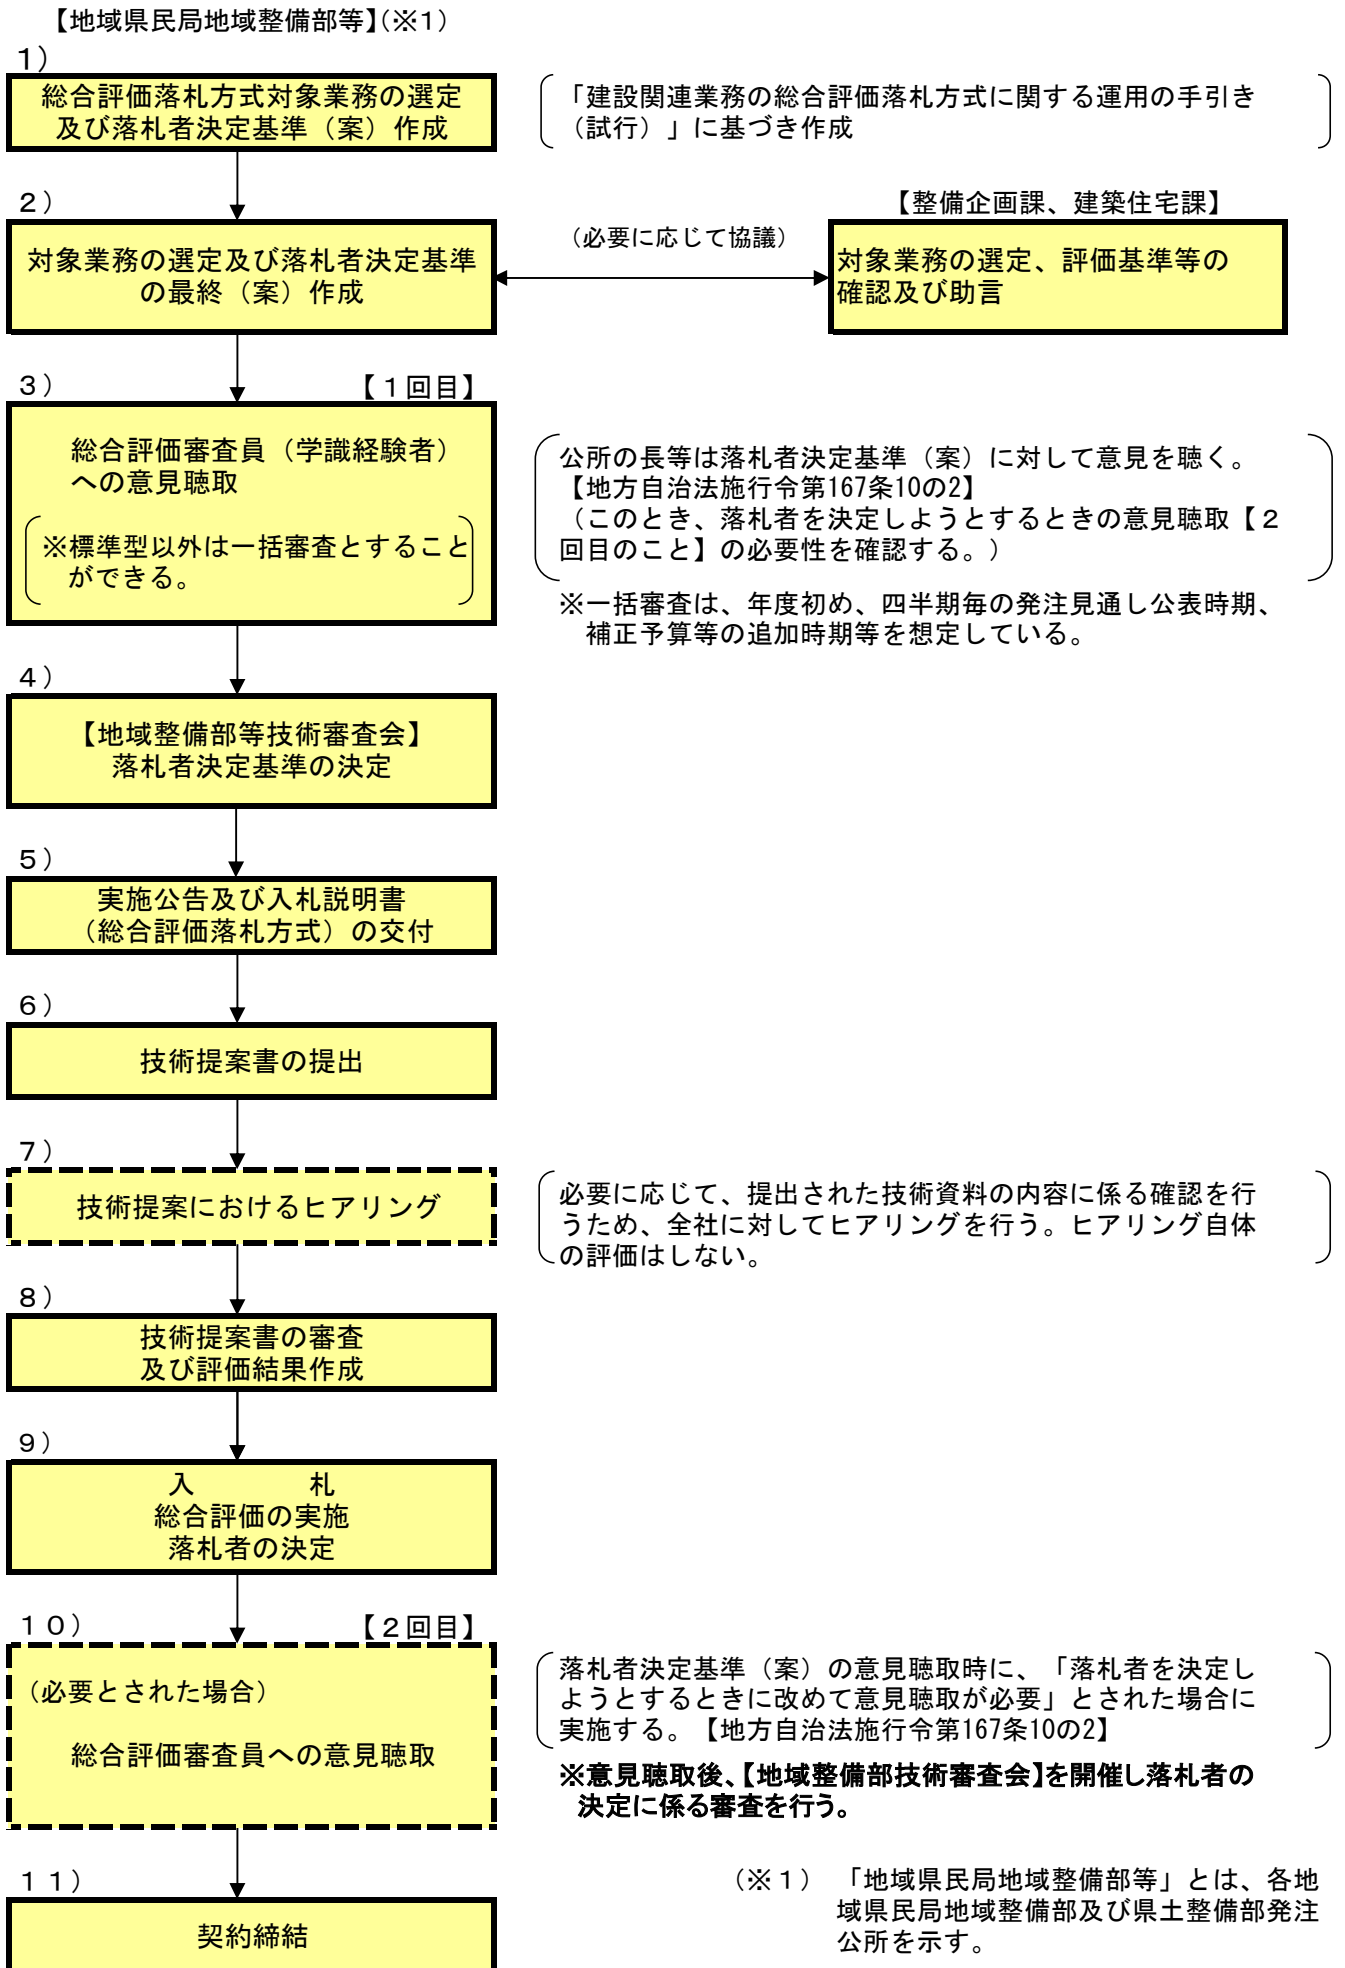 【地域県民局地域整備部等】（※１）
１）
総合評価落札方式対象業務の選定
及び落札者決定基準（案）作成
「建設関連業務の総合評価落札方式に関する運用の手引き
（試行）」に基づき作成
２）
【整備企画課、建築住宅課】
対象業務の選定及び落札者決定基準
の最終（案）作成
（必要に応じて協議）
対象業務の選定、評価基準等の
確認及び助言
３）
【１回目】
総合評価審査員（学識経験者）
への意見聴取
※標準型以外は一括審査とすること
ができる。
公所の長等は落札者決定基準（案）に対して意見を聴く。
【地方自治法施行令第167条10の2】
（このとき、落札者を決定しようとするときの意見聴取【２
回目のこと】の必要性を確認する。）
※一括審査は、年度初め、四半期毎の発注見通し公表時期、
補正予算等の追加時期等を想定している。
４）
【地域整備部等技術審査会】
落札者決定基準の決定
５）
実施公告及び入札説明書
（総合評価落札方式）の交付
６）
技術提案書の提出
７）
技術提案におけるヒアリング
必要に応じて、提出された技術資料の内容に係る確認を行
うため、全社に対してヒアリングを行う。ヒアリング自体
の評価はしない。
８）
技術提案書の審査
及び評価結果作成
９）
入　　　　札
総合評価の実施
落札者の決定
１０）
【２回目】
（必要とされた場合）
総合評価審査員への意見聴取
落札者決定基準（案）の意見聴取時に、「落札者を決定し
ようとするときに改めて意見聴取が必要」とされた場合に
実施する。【地方自治法施行令第167条10の2】
※意見聴取後、【地域整備部技術審査会】を開催し落札者の
決定に係る審査を行う。
１１）
契約締結
（※１）　「地域県民局地域整備部等」とは、各地
域県民局地域整備部及び県土整備部発注
公所を示す。